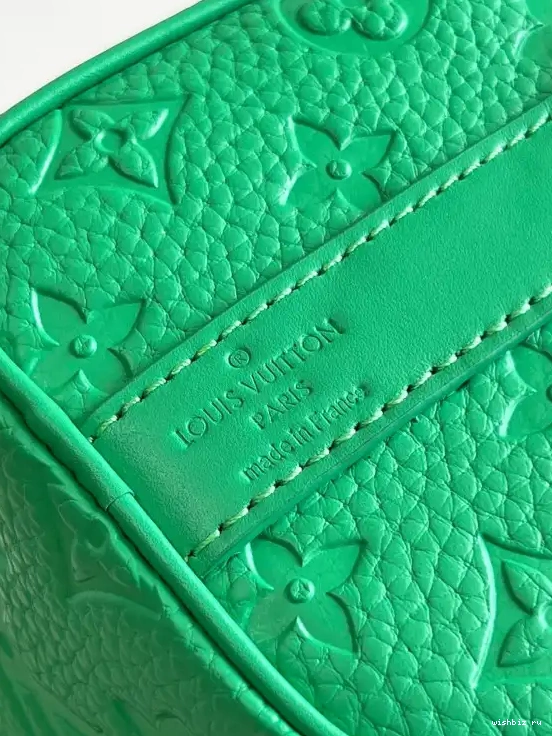 ®
LOUIS VUITTON
PARIS
made in France
wishbiz.ru